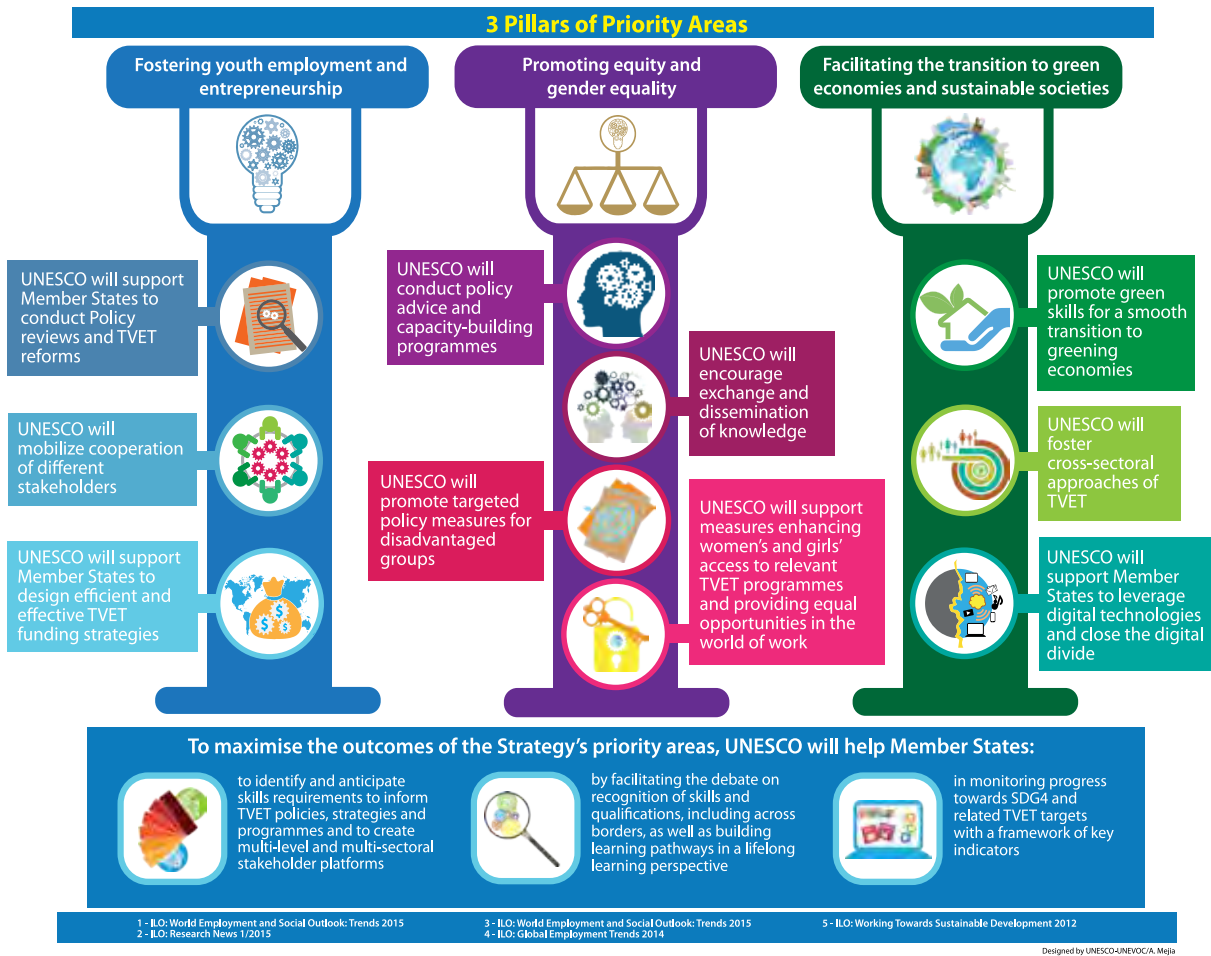 3 Pillars of Priority Areas
Fostering youth employment and
entrepreneurship
UNESCO will support
Member States to
conduct Policy
reviews and TVET
reforms
UNESCO will
mobilize cooperation
of different
stakeholders
UNESCO will support
Member States to
design efficient and
effective TVET
funding strategies
Promoting equity and
gender equality
UNESCO will
conduct policy
advice and
capacity-building
programmes
UNESCO will
encourage
exchange and
dissemination
of knowledge
UNESCO will
promote targeted
policy measures for
disadvantaged
groups
UNESCO will support
measures enhancing
women's and girls'
access to relevant
TVET programmes
and providing equal
opportunities in the
world of work
Facilitating the transition to green
economies and sustainable societies
UNESCO will
promote green
skills for a smooth
transition to
greening
economies
UNESCO will
foster
cross-sectoral
approaches of
TVET
UNESCO will
support Member
States to leverage
digital technologies
and close the digital
divide
To maximise the outcomes of the Strategy's priority areas, UNESCO will help Member States:
to identify and anticipate
skills requirements to inform
TVET policies, strategies and
programmes and to create
multi-level and multi-sectoral
stakeholder platforms
by facilitating the debate on
recognition of skills and
qualifications, including across
borders, as well as building
learning pathways in a lifelong
learning perspective
in monitoring progress
towards SDG4 and
related TVET targets
with a framework of key
indicators
1 - ILO: World Employment and Social Outlook: Trends 2015
2 - ILO: Research News 1/2015
3 - ILO: World Employment and Social Outlook: Trends 2015
4 - ILO: Global Employment Trends 2014
5 - ILO: Working Towards Sustainable Development 2012
Designed by UNESCO-UNEVOC/A. Mejia